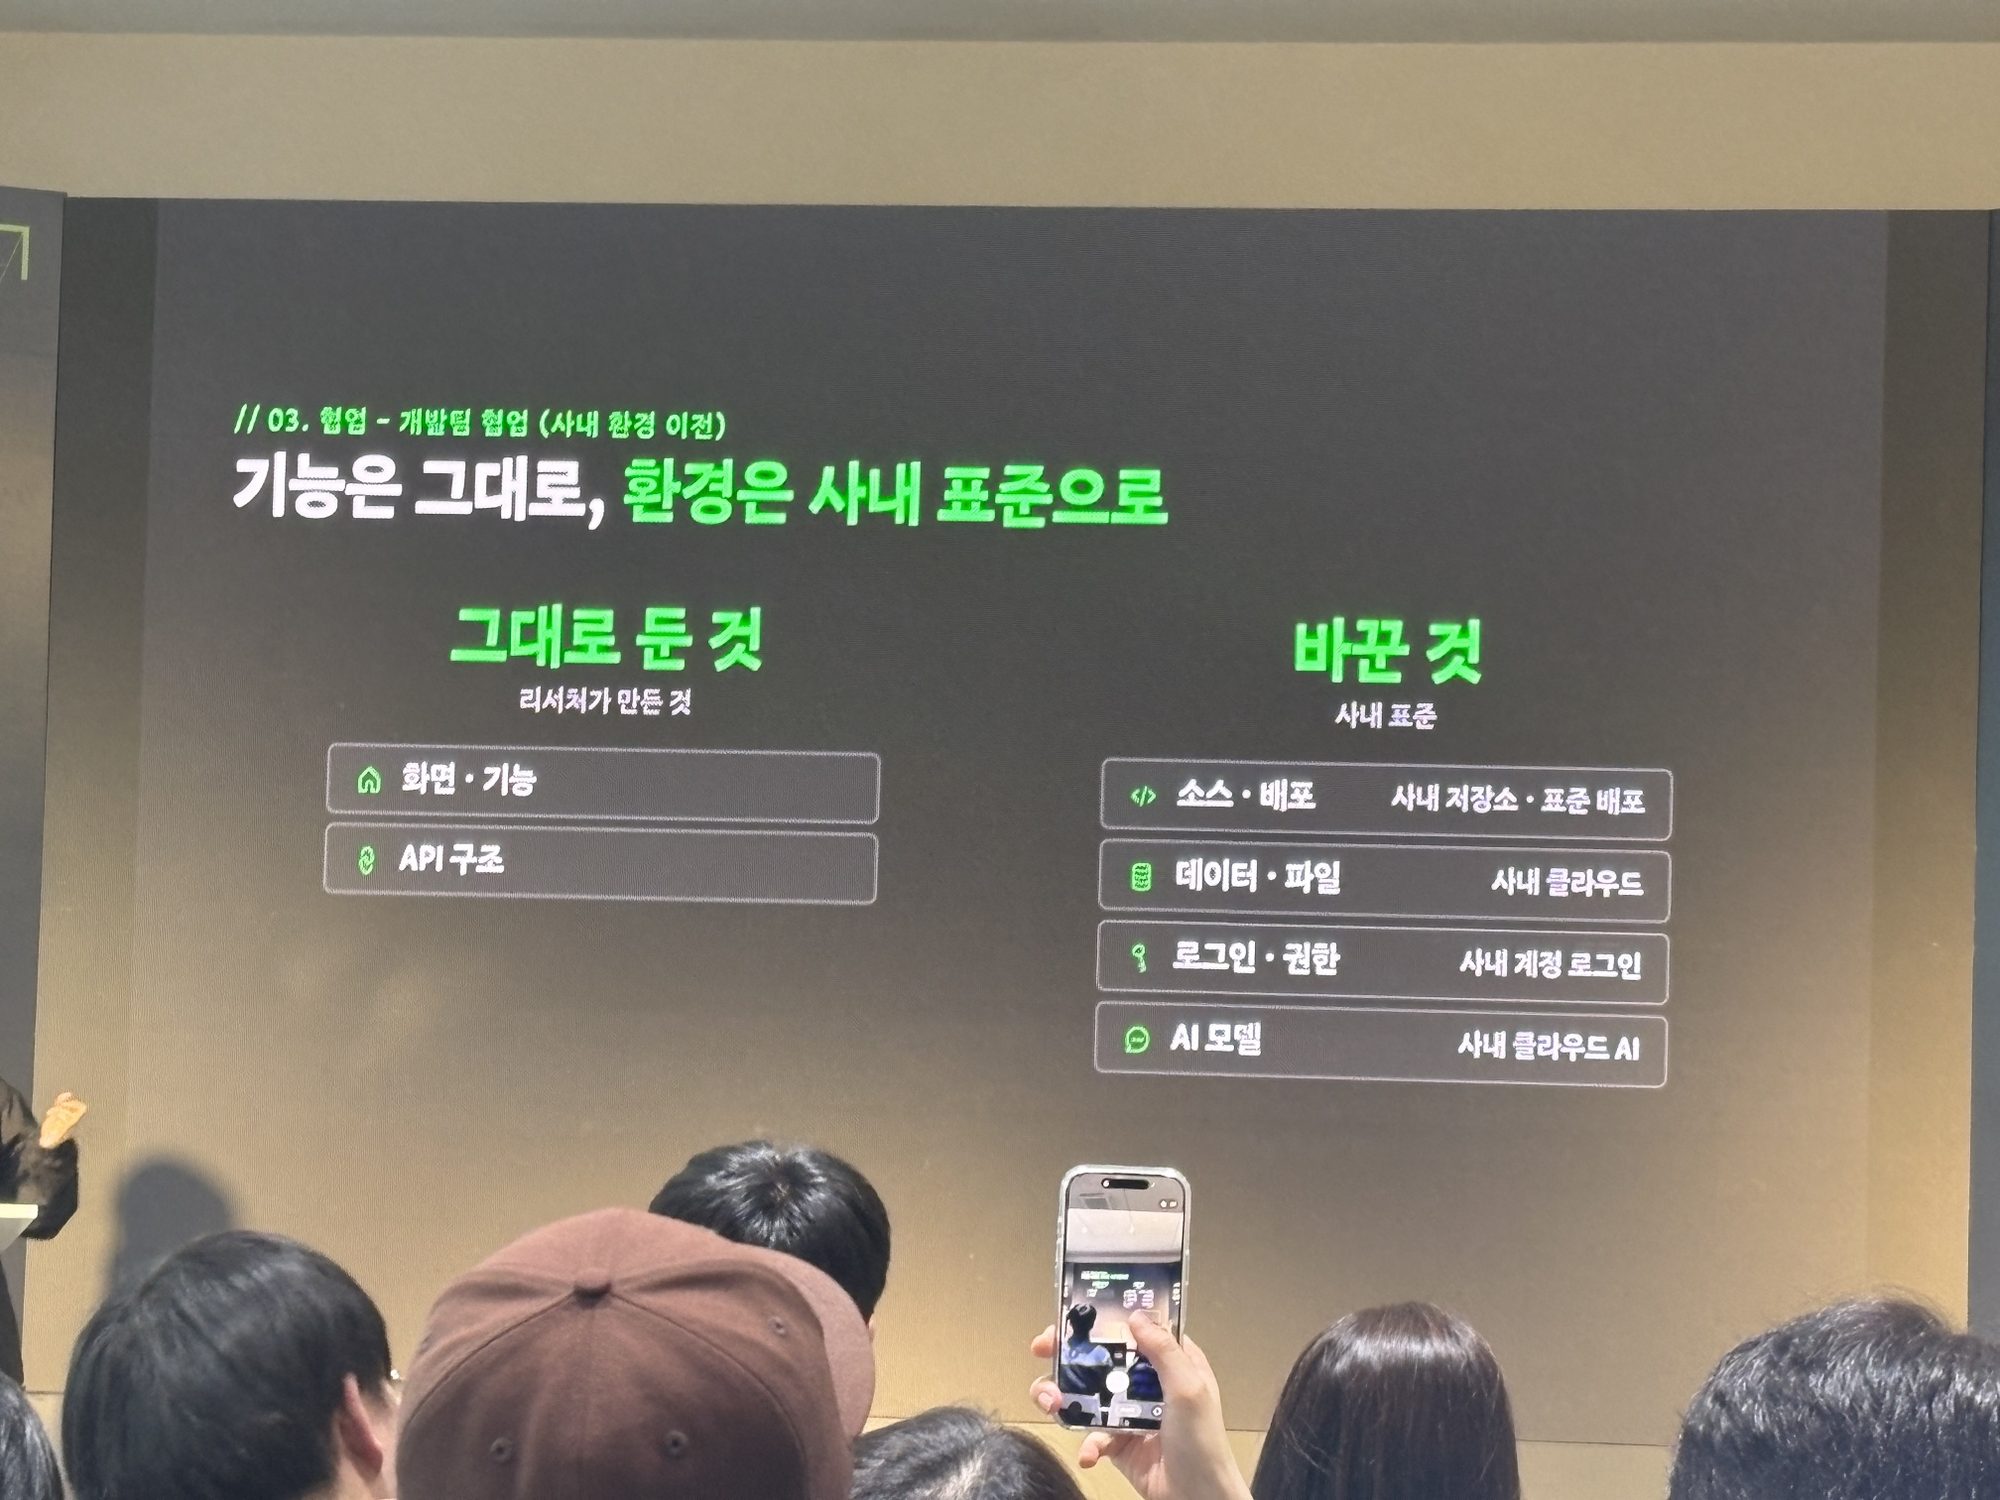 // 03. 협업 - 개발팀 협업 (사내 환경 이전)
기능은 그대로, 환경은 사내 표준으로
그대로 둔 것
리서처가 만든 것
화면 · 기능
API 구조
바꾼 것
사내 표준
소스 · 배포 사내 저장소 · 표준 배포
데이터 · 파일 사내 클라우드
로그인 · 권한 사내 계정 로그인
AI 모델 사내 클라우드 AI